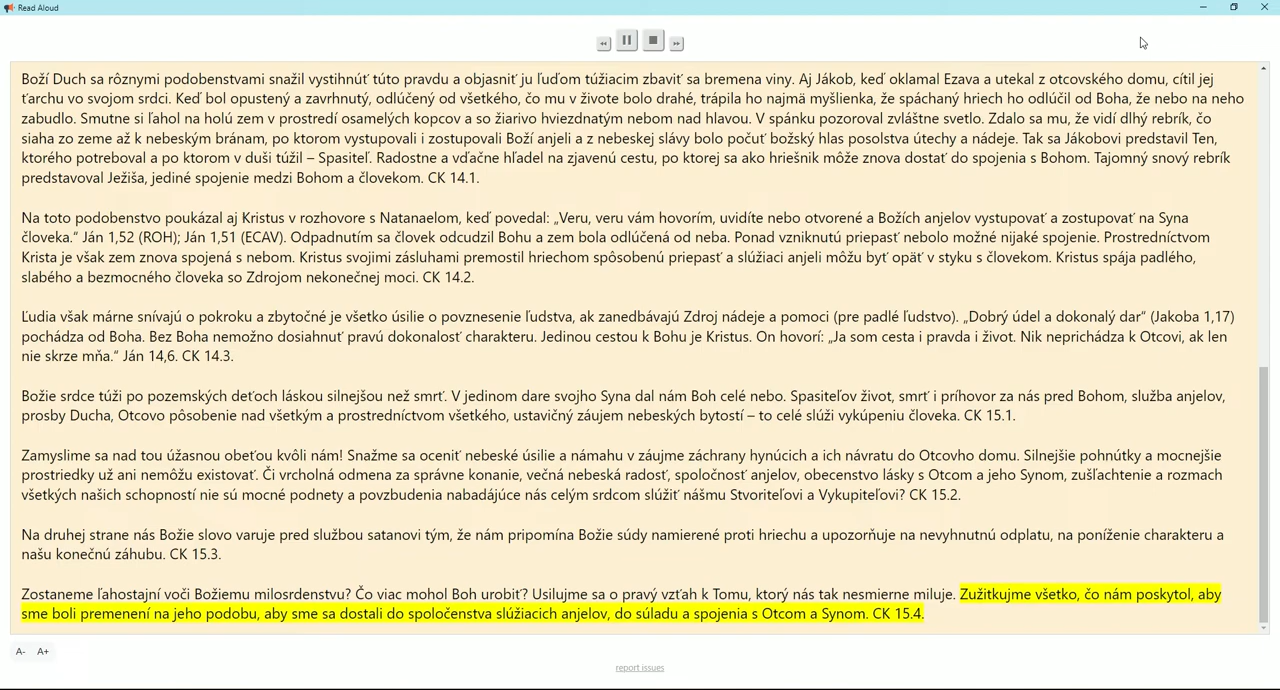 Read Aloud
Boží Duch sa rôznymi podobenstvami snažil vystihnúť túto pravdu a objasniť ju ľuďom túžiacim zbaviť sa bremena viny. Aj Jákob, keď oklamal Ezava a utekal z otcovského domu, cítil jej
ťarchu vo svojom srdci. Keď bol opustený a zavrhnutý, odlúčený od všetkého, čo mu v živote bolo drahé, trápila ho najmä myšlienka, že spáchaný hriech ho odlúčil od Boha, že nebo na neho
zabudlo. Smutne si ľahol na holú zem v prostredí osamelých kopcov a so žiarivo hviezdnatým nebom nad hlavou. V spánku pozoroval zvláštne svetlo. Zdalo sa mu, že vidí dlhý rebrík, čo
siaha zo zeme až k nebeským bránam, po ktorom vystupovali i zostupovali Boží anjeli a z nebeskej slávy bolo počuť božský hlas posolstva útechy a nádeje. Tak sa Jákobovi predstavil Ten,
ktorého potreboval a po ktorom v duši túžil – Spasiteľ. Radostne a vďačne hľadel na zjavenú cestu, po ktorej sa ako hriešnik môže znova dostať do spojenia s Bohom. Tajomný snový rebrík
predstavoval Ježiša, jediné spojenie medzi Bohom a človekom. CK 14.1.
Na toto podobenstvo poukázal aj Kristus v rozhovore s Natanaelom, keď povedal: „Veru, veru vám hovorím, uvidíte nebo otvorené a Božích anjelov vystupovať a zostupovať na Syna
človeka.“ Ján 1,52 (ROH); Ján 1,51 (ECAV). Odpadnutím sa človek odcudzil Bohu a zem bola odlúčená od neba. Ponad vzniknutú priepasť nebolo možné nijaké spojenie. Prostredníctvom
Krista je však zem znova spojená s nebom. Kristus svojimi zásluhami premostil hriechom spôsobenú priepasť a slúžiaci anjeli môžu byť opäť v styku s človekom. Kristus spája padlého,
slabého a bezmocného človeka so Zdrojom nekonečnej moci. CK 14.2.
Ľudia však márne snívajú o pokroku a zbytočné je všetko úsilie o povznesenie ľudstva, ak zanedbávajú Zdroj nádeje a pomoci (pre padlé ľudstvo). „Dobrý údel a dokonalý dar“ (Jakoba 1,17)
pochádza od Boha. Bez Boha nemožno dosiahnuť pravú dokonalosť charakteru. Jedinou cestou k Bohu je Kristus. On hovorí: „Ja som cesta i pravda i život. Nik neprichádza k Otcovi, ak len
nie skrze mňa.“ Ján 14,6. CK 14.3.
Božie srdce túži po pozemských deťoch láskou silnejšou než smrť. V jedinom dare svojho Syna dal nám Boh celé nebo. Spasiteľov život, smrť i príhovor za nás pred Bohom, služba anjelov,
prosby Ducha, Otcovo pôsobenie nad všetkým a prostredníctvom všetkého, ustavičný záujem nebeských bytostí – to celé slúži vykúpeniu človeka. CK 15.1.
Zamyslime sa nad tou úžasnou obeťou kvôli nám! Snažme sa oceniť nebeské úsilie a námahu v záujme záchrany hynúcich a ich návratu do Otcovho domu. Silnejšie pohnútky a mocnejšie
prostriedky už ani nemôžu existovať. Či vrcholná odmena za správne konanie, večná nebeská radosť, spoločnosť anjelov, obecenstvo lásky s Otcom a jeho Synom, zušľachtenie a rozmach
všetkých našich schopností nie sú mocné podnety a povzbudenia nabadájúce nás celým srdcom slúžiť nášmu Stvoriteľovi a Vykupiteľovi? CK 15.2.
Na druhej strane nás Božie slovo varuje pred službou satanovi tým, že nám pripomína Božie súdy namierené proti hriechu a upozorňuje na nevyhnutnú odplatu, na poníženie charakteru a
našu konečnú záhubu. CK 15.3.
Zostaneme ľahostajní voči Božiemu milosrdenstvu? Čo viac mohol Boh urobiť? Usilujme sa o pravý vzťah k Tomu, ktorý nás tak nesmierne miluje. Zužitkujme všetko, čo nám poskytol, aby
sme boli premenení na jeho podobu, aby sme sa dostali do spoločenstva slúžiacich anjelov, do súladu a spojenia s Otcom a Synom. CK 15.4.
A- A+
report issues